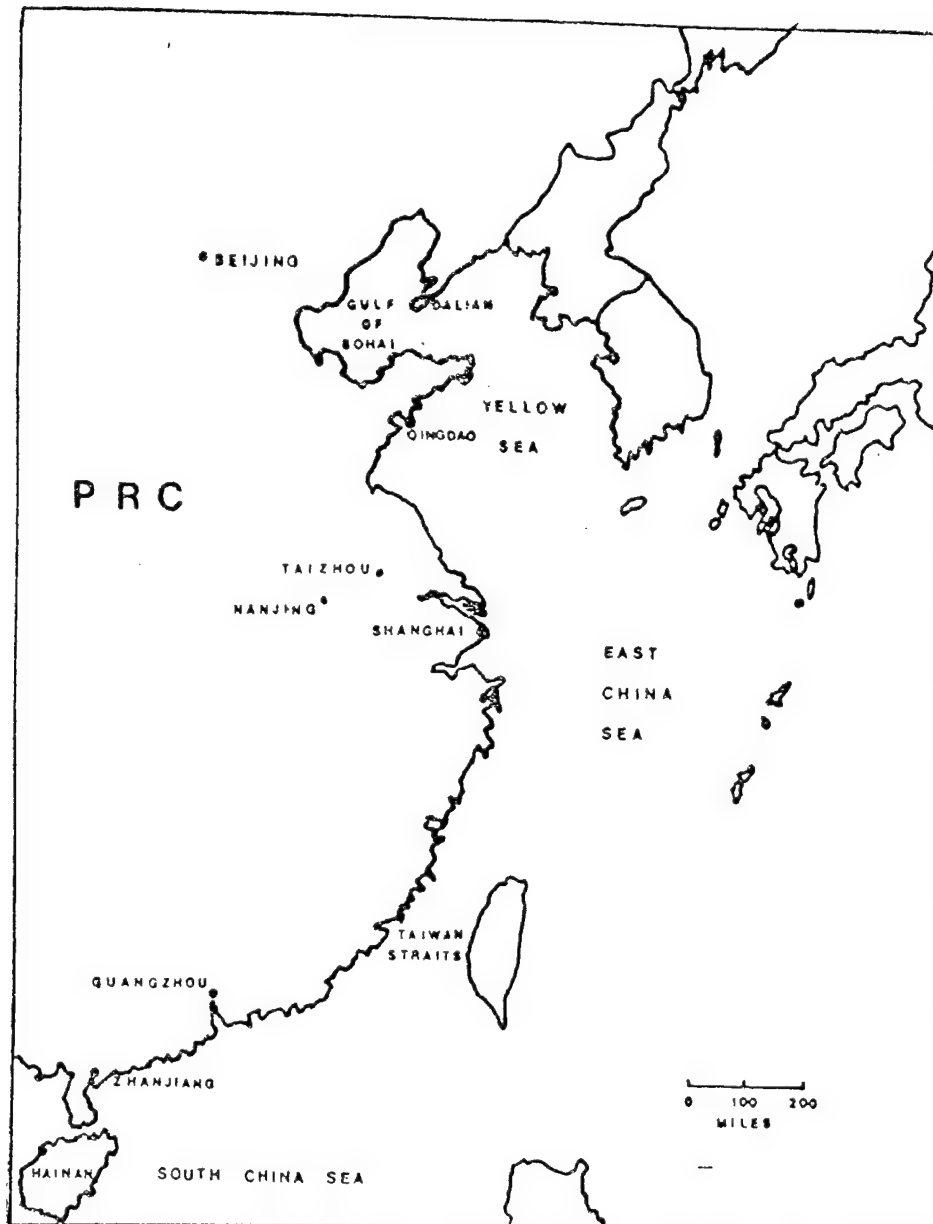 BEIJING
GULF
OF
BOHAI
DALIAN
YELLOW
SEA
QINGDAO
PRC
TAIZHOU
NANJING
SHANGHAI
EAST
CHINA
SEA
TAIWAN
STRAITS
GUANGZHOU
ZHANJIANG
0 100 200
MILES
HAINAN
SOUTH CHINA SEA